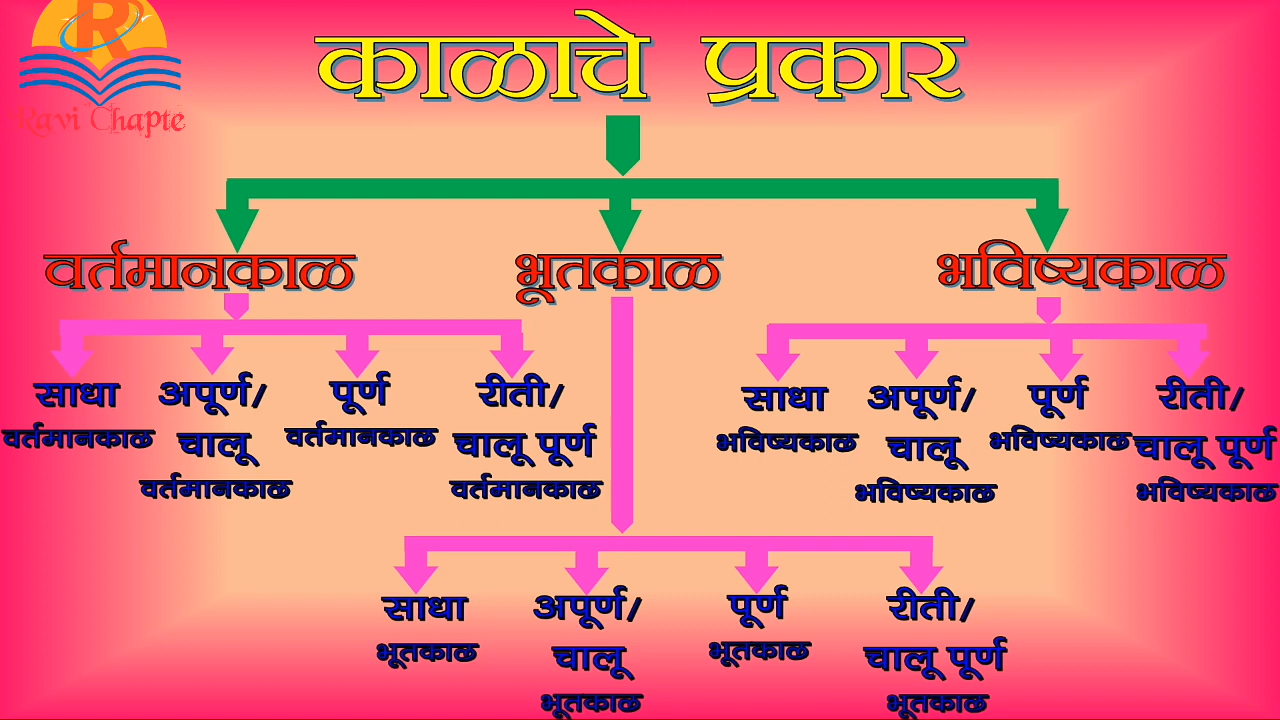 Ravi Chapte
काळाचे प्रकार
वर्तमानकाळ
भूतकाळ
भविष्यकाळ
साधा
वर्तमानकाळ
अपूर्ण/
चालू
वर्तमानकाळ
पूर्ण
वर्तमानकाळ
रीती/
चालू पूर्ण
वर्तमानकाळ
साधा
भविष्यकाळ
अपूर्ण/
चालू
भविष्यकाळ
पूर्ण
भविष्यकाळ
रीती/
चालू पूर्ण
भविष्यकाळ
साधा
भूतकाळ
अपूर्ण/
चालू
भूतकाळ
पूर्ण
भूतकाळ
रीती/
चालू पूर्ण
भूतकाळ